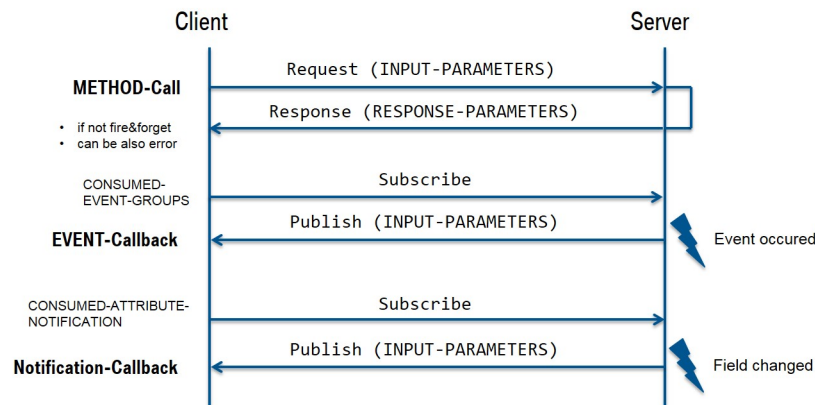 Client
Server
Request (INPUT-PARAMETERS)
METHOD-Call
Response (RESPONSE-PARAMETERS)
• if not fire&forget
• can be also error
CONSUMED-
EVENT-GROUPS
Subscribe
Publish (INPUT-PARAMETERS)
EVENT-Callback
Event occured
CONSUMED-ATTRIBUTE-
NOTIFICATION
Subscribe
Publish (INPUT-PARAMETERS)
Notification-Callback
Field changed